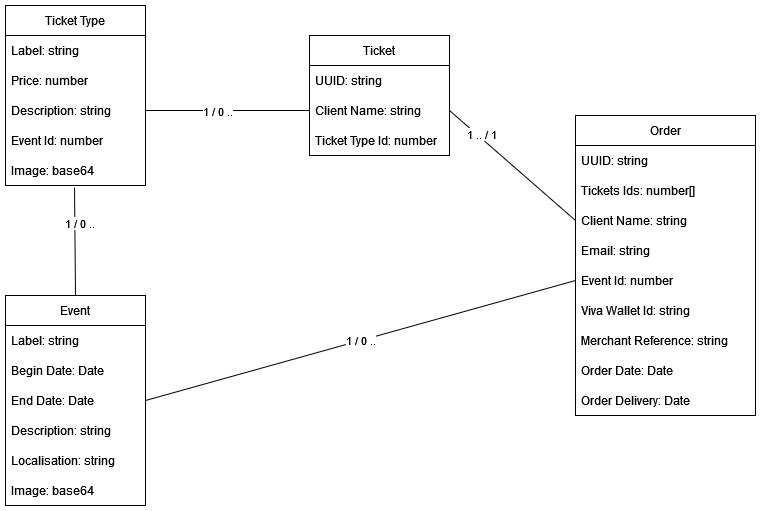 Ticket Type
Label: string
Price: number
Description: string
Event Id: number
Image: base64
1 / 0 ..
Ticket
UUID: string
Client Name: string
Ticket Type Id: number
1 .. / 1
Order
UUID: string
Tickets Ids: number[]
Client Name: string
Email: string
Event Id: number
Viva Wallet Id: string
Merchant Reference: string
Order Date: Date
Order Delivery: Date
1 / 0 ..
Event
Label: string
Begin Date: Date
End Date: Date
Description: string
Localisation: string
Image: base64
1 / 0 ..